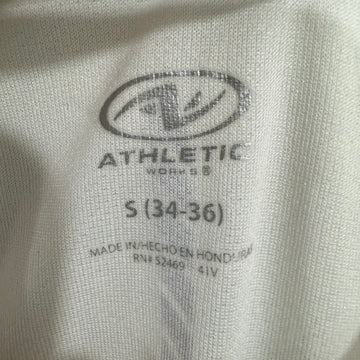 ATHLETIC
WORKS®
S (34-36)
MADE IN/HECHO EN HONDURAS
RN# 52469 41V